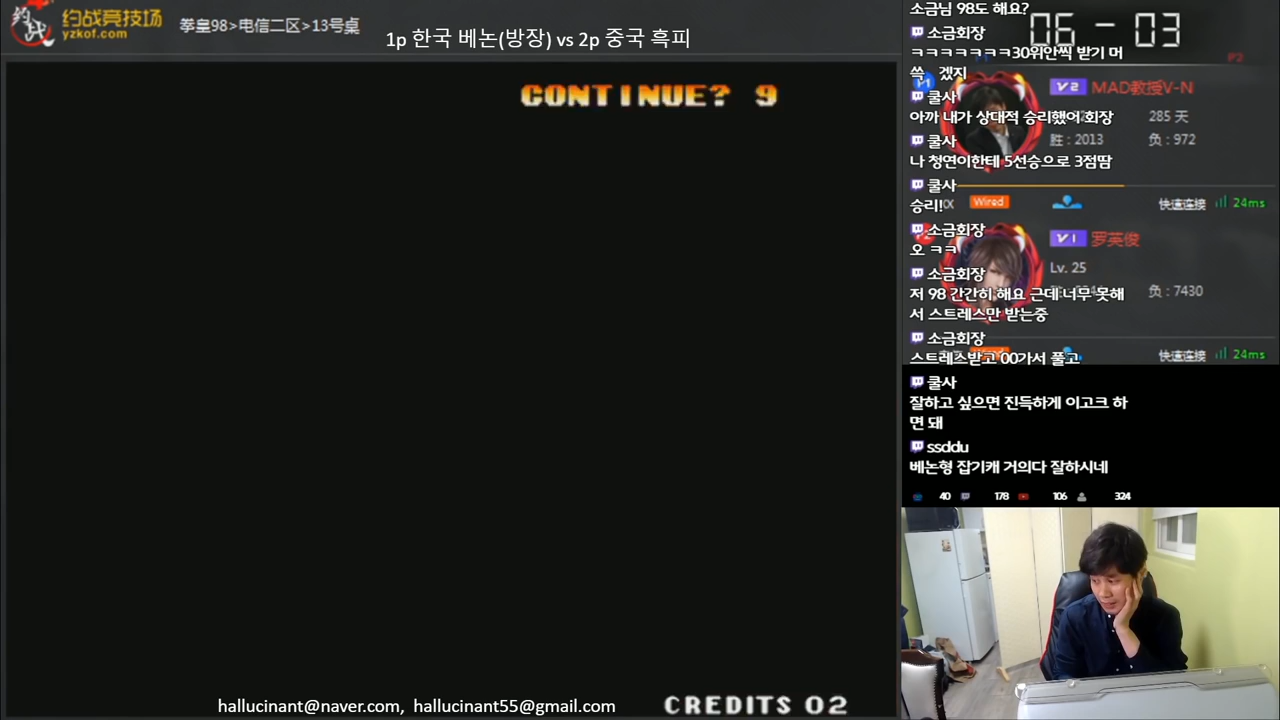 约战
约战竞技场
yzkof.com
拳皇98>电信二区>13号桌
1p 한국 베논(방장) vs 2p 중국 흑피
CONTINUE? 9
hallucinant@naver.com, hallucinant55@gmail.com
CREDITS 02
06 - 03
P1
P2
V2 MAD教授V-N
285 天
胜 : 2013 负 : 972
Wired
快速连接 24ms
V1 罗英俊
Lv. 25
负 : 7430
快速连接 24ms
소금님 98도 해요?
소금회장
ㅋㅋㅋㅋㅋㅋㅋ30위안씩 받기 머
쓱 겠지
쿨사
아까 내가 상대적 승리했어 회장
쿨사
나 청연이한테 5선승으로 3점땀
쿨사
승리!
소금회장
오 ㅋㅋ
소금회장
저 98 간간히 해요 근데 너무 못해
서 스트레스만 받는중
소금회장
스트레스받고 00가서 풀고
쿨사
잘하고 싶으면 진득하게 이고크 하
면 돼
ssddu
베논형 잡기캐 거의다 잘하시네
40 178 106 324